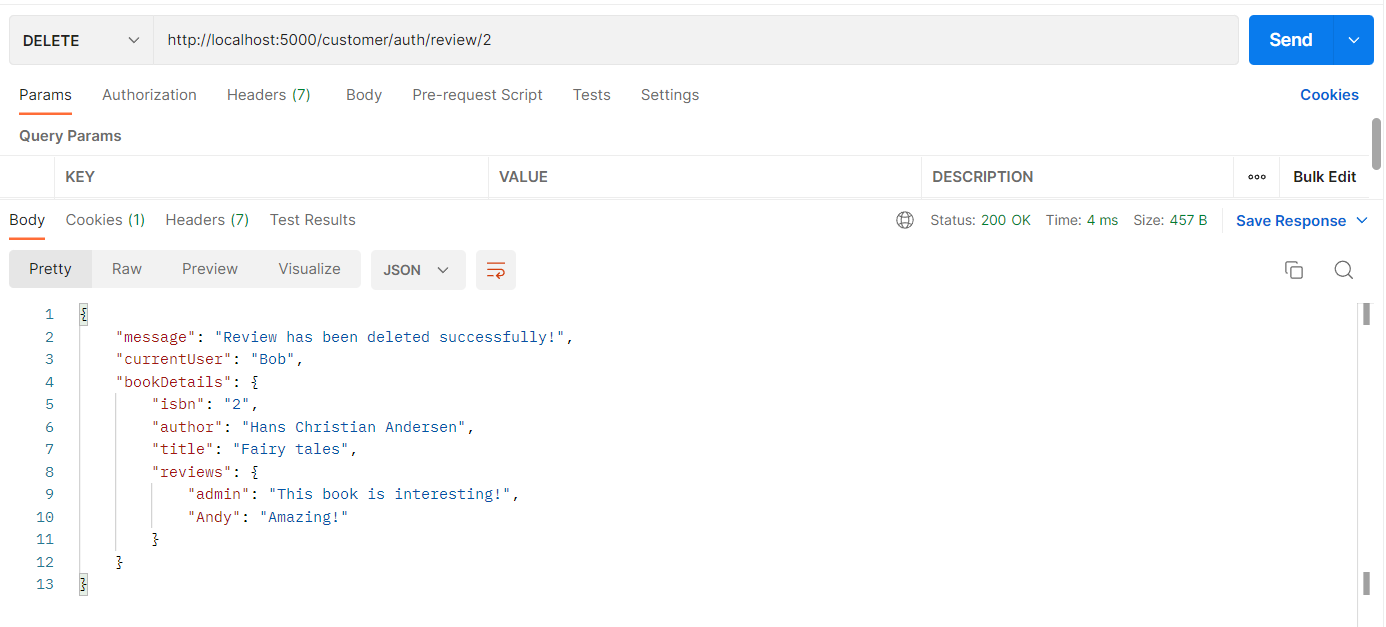 DELETE http://localhost:5000/customer/auth/review/2 Send
Params Authorization Headers (7) Body Pre-request Script Tests Settings Cookies
Query Params
KEY VALUE DESCRIPTION ooo Bulk Edit
Body Cookies (1) Headers (7) Test Results Status: 200 OK Time: 4 ms Size: 457 B Save Response
Pretty Raw Preview Visualize JSON
1 {
2 "message": "Review has been deleted successfully!",
3 "currentUser": "Bob",
4 "bookDetails": {
5 "isbn": "2",
6 "author": "Hans Christian Andersen",
7 "title": "Fairy tales",
8 "reviews": {
9 "admin": "This book is interesting!",
10 "Andy": "Amazing!"
11 }
12 }
13 }